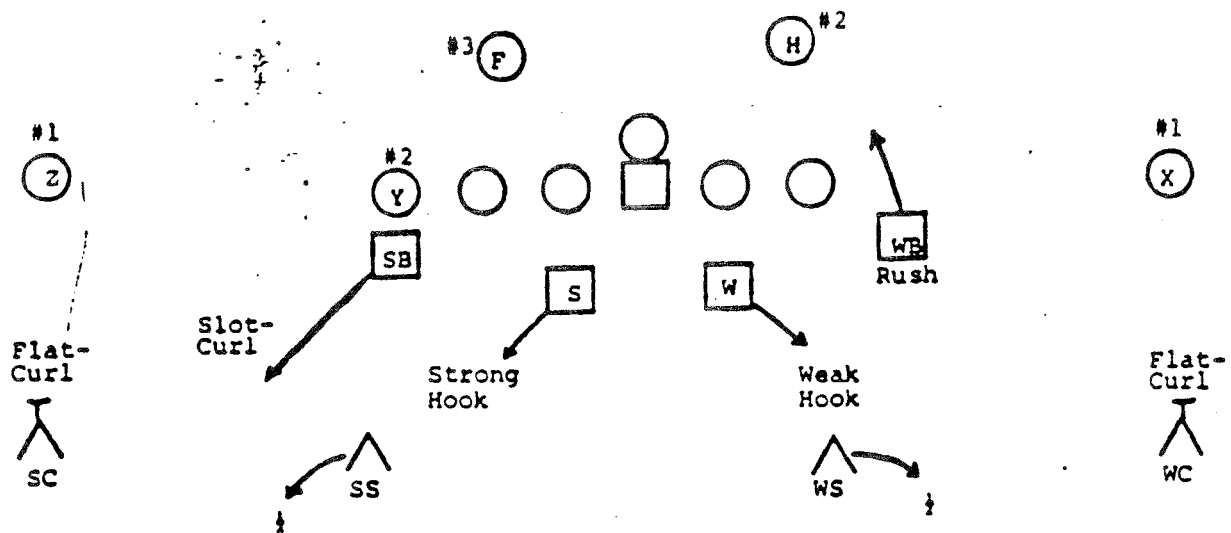 #3 F
H #2
#1
#1
#2
Z
Y
X
SB
WB
Rush
S
W
Slot-
Curl
Flat-
Curl
Strong
Hook
Weak
Hook
Flat-
Curl
SC
SS
WS
WC
½
½